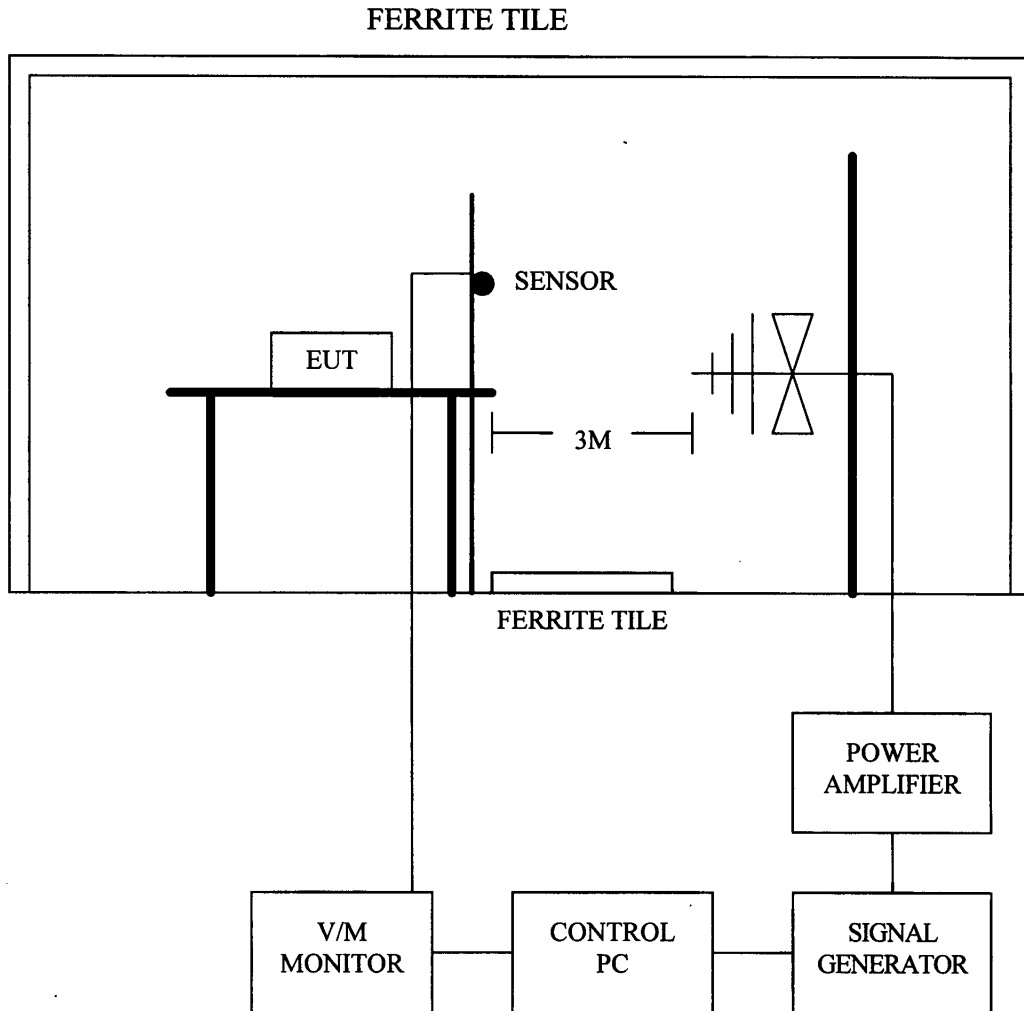 FERRITE TILE
SENSOR
EUT
3M
FERRITE TILE
POWER
AMPLIFIER
V/M
MONITOR
CONTROL
PC
SIGNAL
GENERATOR